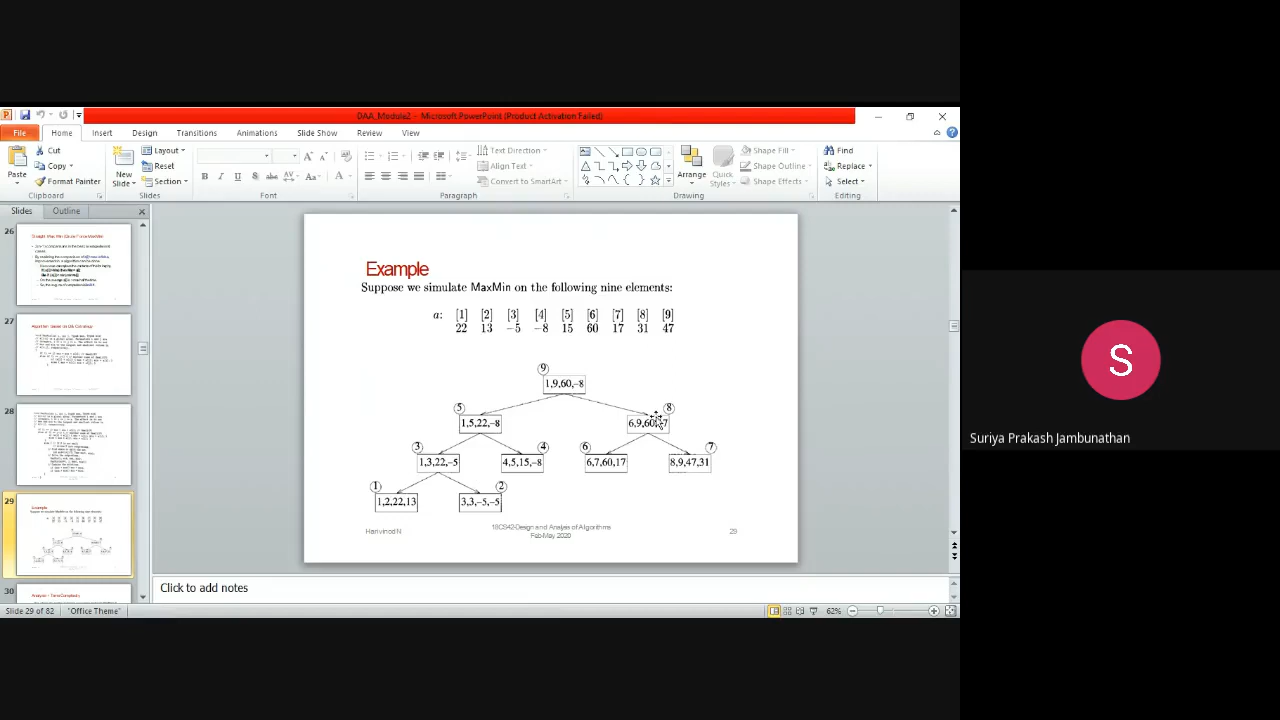 DAA_Module2 - Microsoft PowerPoint (Product Activation Failed)
File Home Insert Design Transitions Animations Slide Show Review View
Paste
Cut
Copy
Format Painter
Clipboard
New Slide
Layout
Reset
Section
Slides
Font
Paragraph
Text Direction
Align Text
Convert to SmartArt
Arrange
Quick Styles
Shape Fill
Shape Outline
Shape Effects
Drawing
Find
Replace
Select
Editing
Slides Outline
26
27
28
29
30
Example
Suppose we simulate MaxMin on the following nine elements:
a: [1] [2] [3] [4] [5] [6] [7] [8] [9]
22 13 −5 −8 15 60 17 31 47
9
1,9,60,−8
5 8
1,5,22,−8
3 4 6 7
1,3,22,−5 4,5,15,−8 6,7,60,17 8,9,47,31
1 2
1,2,22,13 3,3,−5,−5
Harivinod N
18CS42-Design and Analysis of Algorithms
Feb-May 2020
29
Click to add notes
Slide 29 of 82 "Office Theme" 62%
S
Suriya Prakash Jambunathan